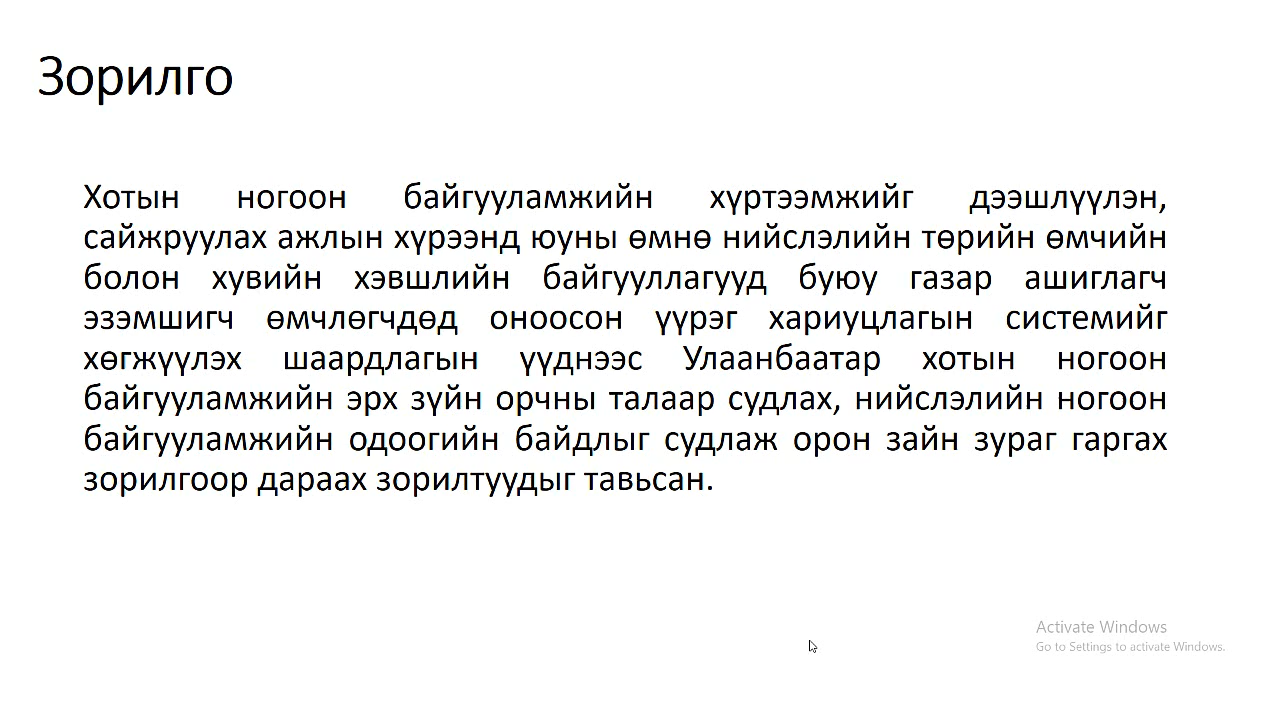 Зорилго
Хотын ногоон байгууламжийн хүртээмжийг дээшлүүлэн,
сайжруулах ажлын хүрээнд юуны өмнө нийслэлийн төрийн өмчийн
болон хувийн хэвшлийн байгууллагууд буюу газар ашиглагч
эзэмшигч өмчлөгчдөд оноосон үүрэг хариуцлагын системийг
хөгжүүлэх шаардлагын үүднээс Улаанбаатар хотын ногоон
байгууламжийн эрх зүйн орчны талаар судлах, нийслэлийн ногоон
байгууламжийн одоогийн байдлыг судлаж орон зайн зураг гаргах
зорилгоор дараах зорилтуудыг тавьсан.
Activate Windows
Go to Settings to activate Windows.